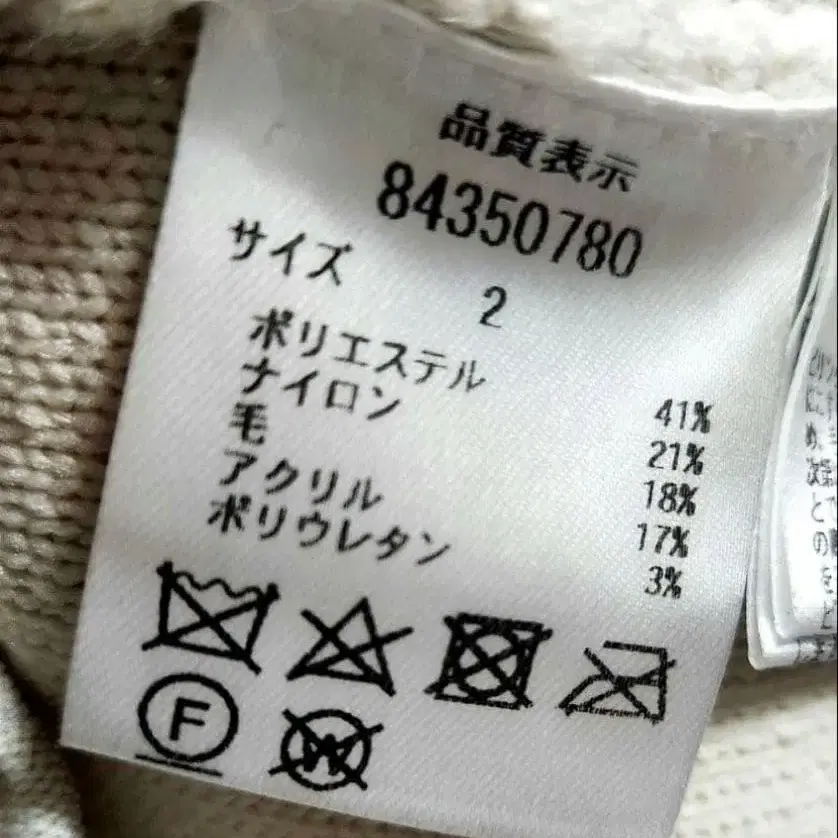 品質表示
84350780
サイズ 2
ポリエステル 41%
ナイロン 21%
毛 18%
アクリル 17%
ポリウレタン 3%
F
W